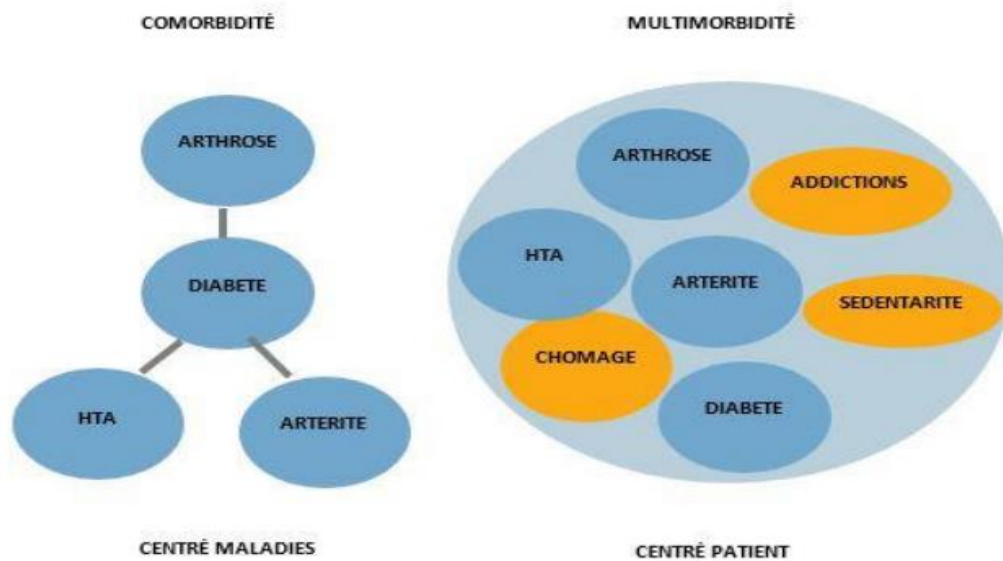 COMORBIDITÉ
ARTHROSE
DIABETE
HTA
ARTERITE
CENTRÉ MALADIES
MULTIMORBIDITÉ
ARTHROSE
ADDICTIONS
HTA
ARTERITE
SEDENTARITE
CHOMAGE
DIABETE
CENTRÉ PATIENT